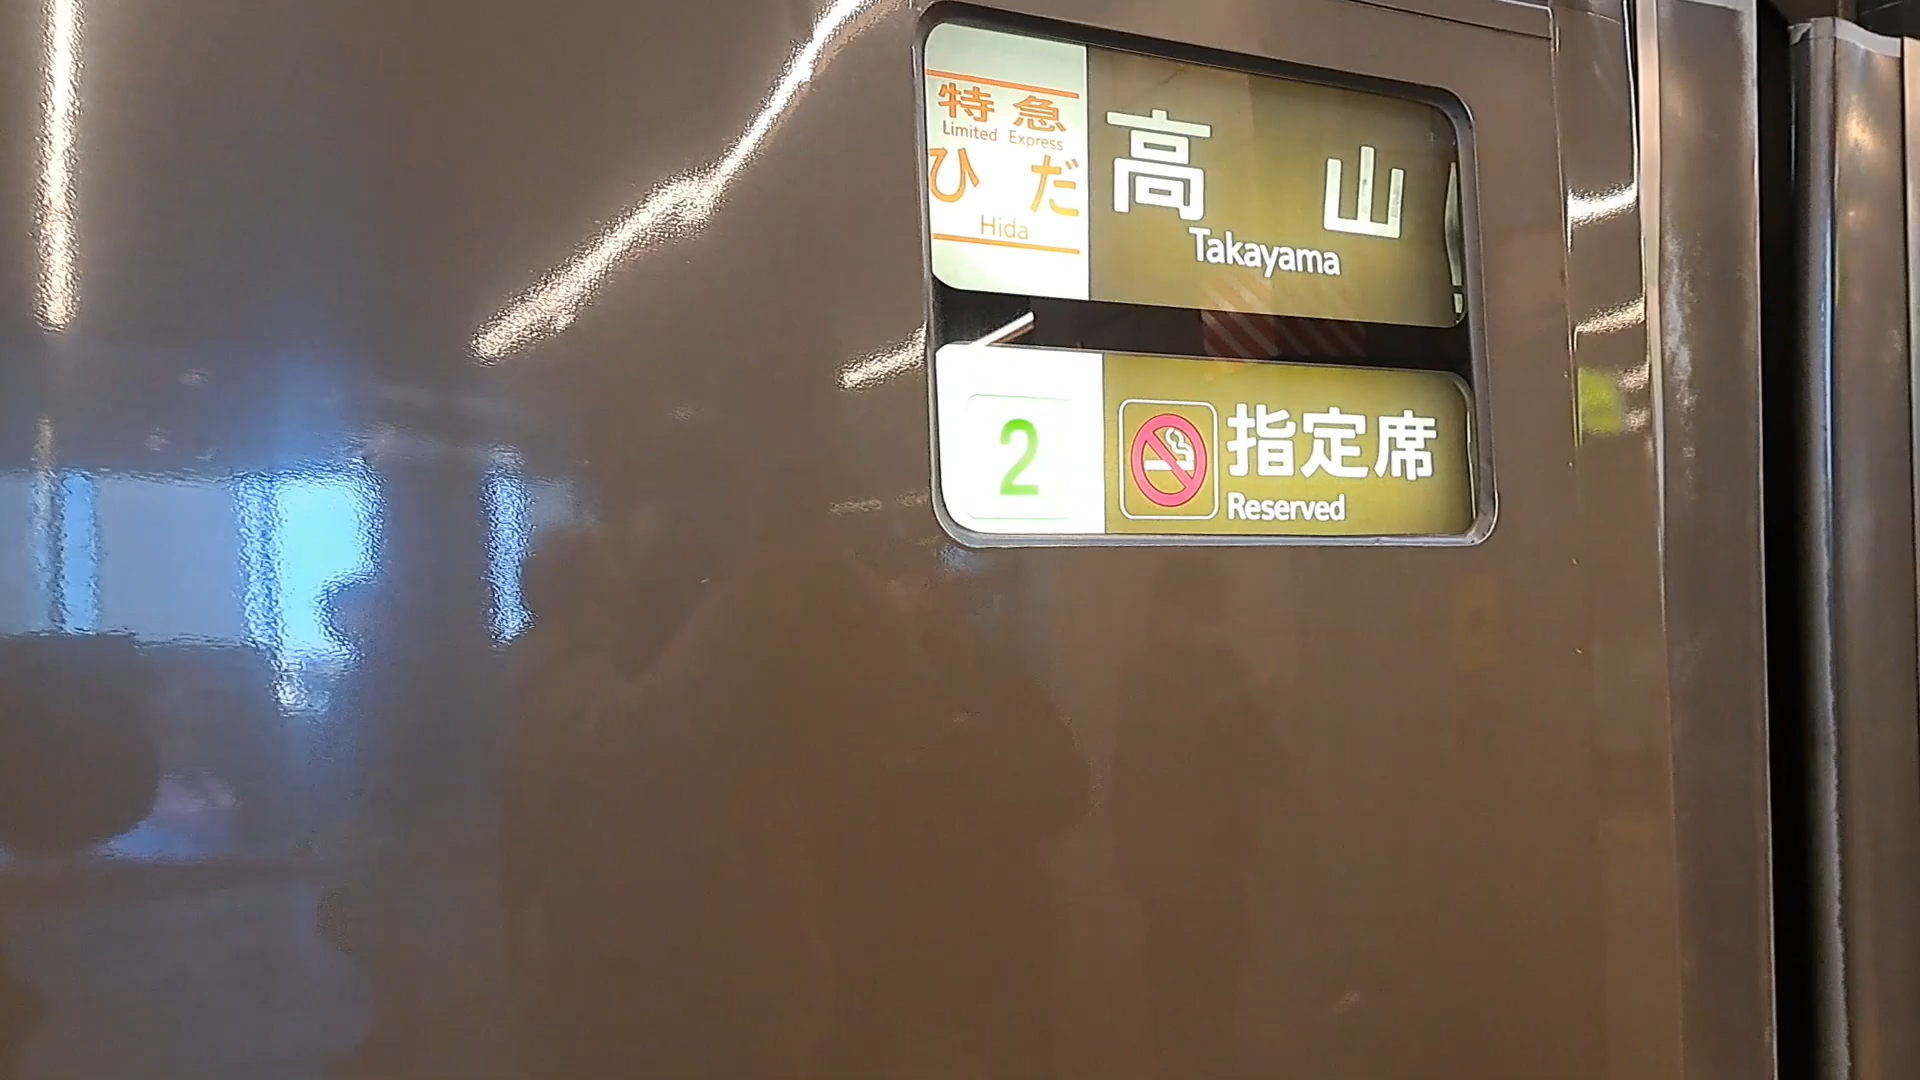 特急
Limited Express
ひだ
Hida
高山
Takayama
2
指定席
Reserved